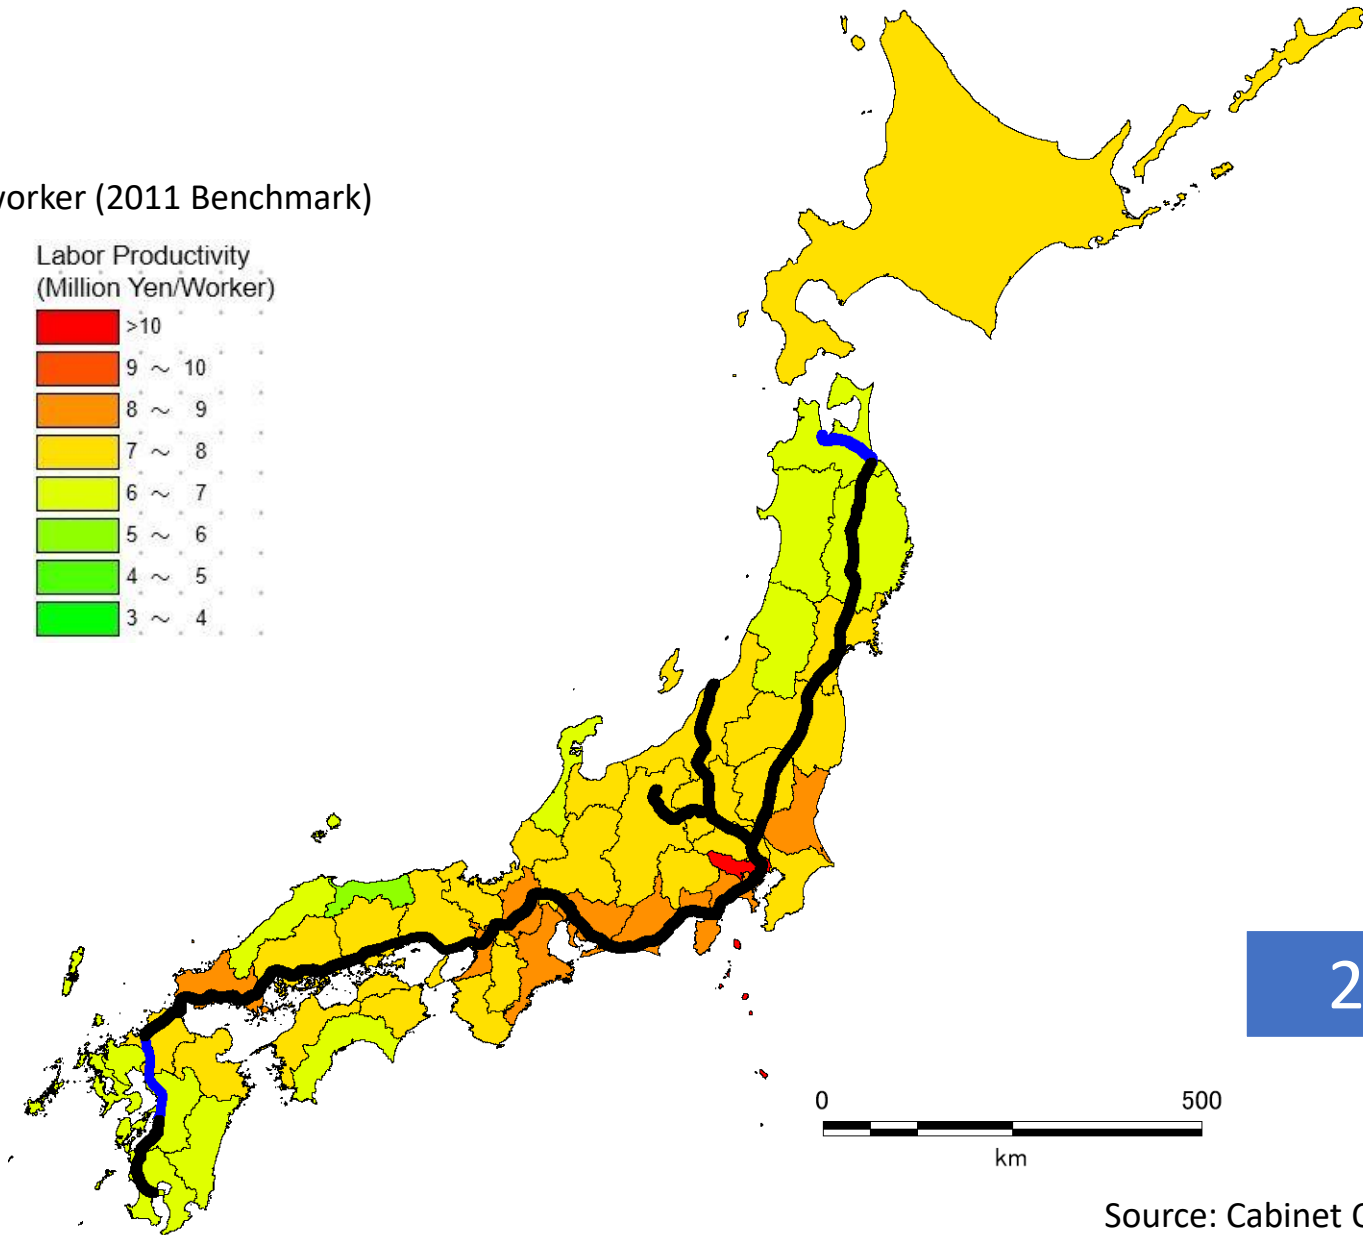 worker (2011 Benchmark)
Labor Productivity
(Million Yen/Worker)
>10
9 ～ 10
8 ～ 9
7 ～ 8
6 ～ 7
5 ～ 6
4 ～ 5
3 ～ 4
2
0 500
km
Source: Cabinet O